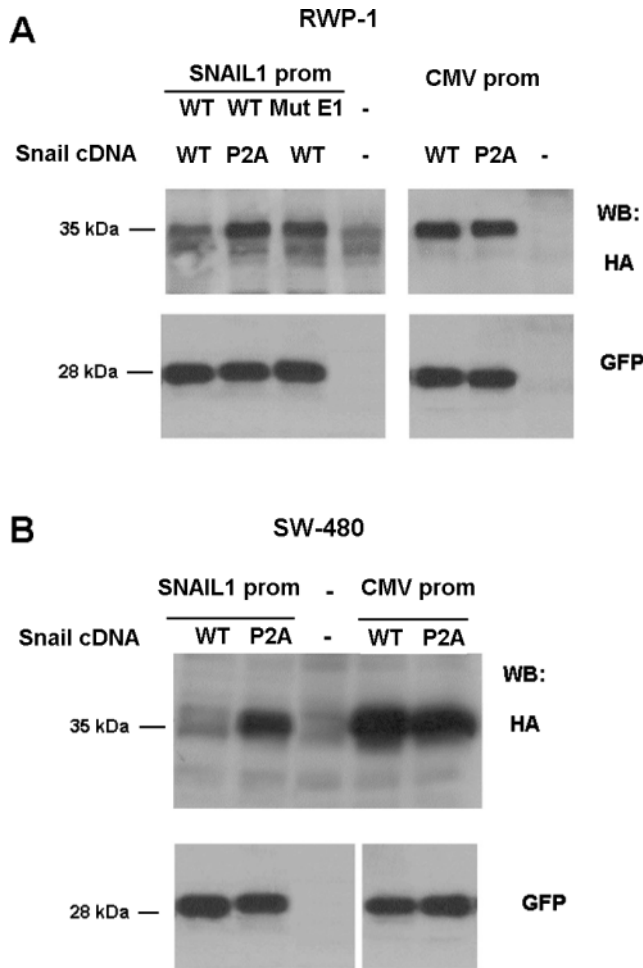 A
RWP-1
SNAIL1 prom
CMV prom
WT WT Mut E1 -
Snail cDNA WT P2A WT - WT P2A -
35 kDa
WB:
HA
28 kDa
GFP
B
SW-480
SNAIL1 prom - CMV prom
Snail cDNA WT P2A - WT P2A
WB:
35 kDa
HA
28 kDa
GFP